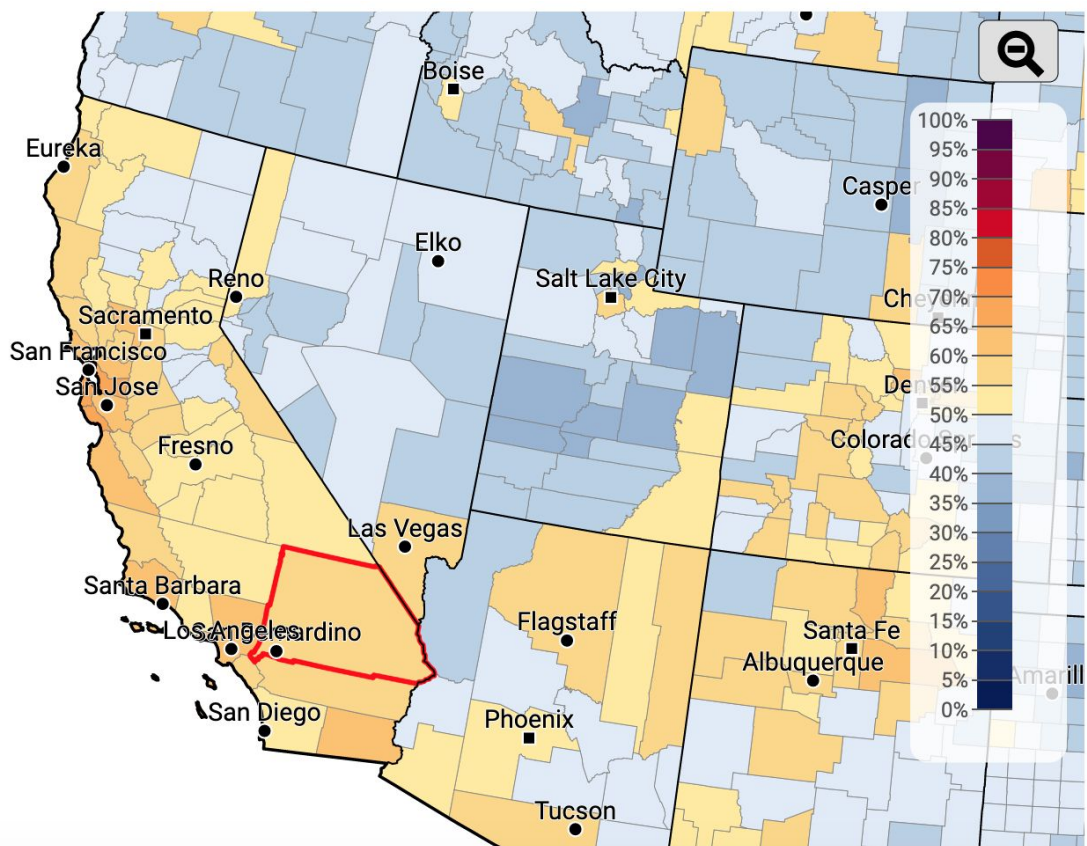 Boise
Eureka
Casper
Elko
Reno
Salt Lake City
Sacramento
San Francisco
San Jose
Fresno
Las Vegas
Santa Barbara
Los Angeles
Flagstaff
Santa Fe
Albuquerque
San Diego
Phoenix
Tucson
Amarill
100%
95%
90%
85%
80%
75%
70%
65%
60%
55%
50%
45%
40%
35%
30%
25%
20%
15%
10%
5%
0%